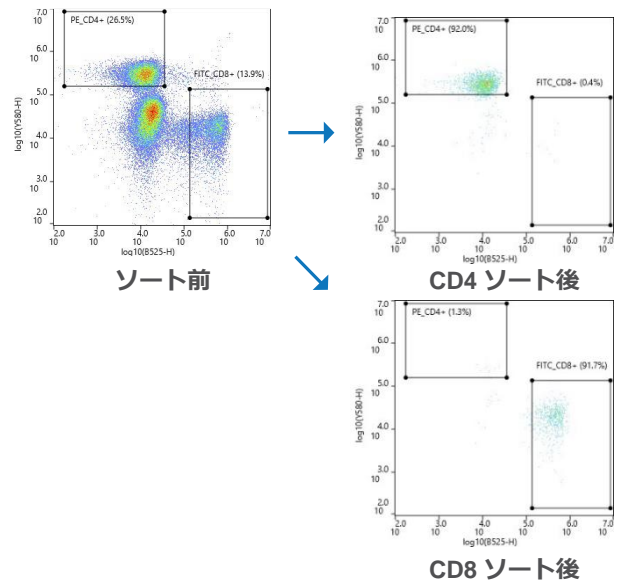 PE_CD4+ (26.5%)
FITC_CD8+ (13.9%)
log10(Y580-H)
10 7.0
10 6.0
10 5.0
10 4.0
10 3.0
10 2.0
10 2.0
10 3.0
10 4.0
10 5.0
10 6.0
10 7.0
log10(B525-H)
ソート前
PE_CD4+ (92.0%)
FITC_CD8+ (0.4%)
log10(Y580-H)
10 7.0
10 6.0
10 5.0
10 4.0
10 3.0
10 2.0
10 2.0
10 3.0
10 4.0
10 5.0
10 6.0
10 7.0
log10(B525-H)
CD4 ソート後
PE_CD4+ (1.3%)
FITC_CD8+ (91.7%)
log10(Y580-H)
10 7.0
10 6.0
10 5.0
10 4.0
10 3.0
10 2.0
10 2.0
10 3.0
10 4.0
10 5.0
10 6.0
10 7.0
log10(B525-H)
CD8 ソート後